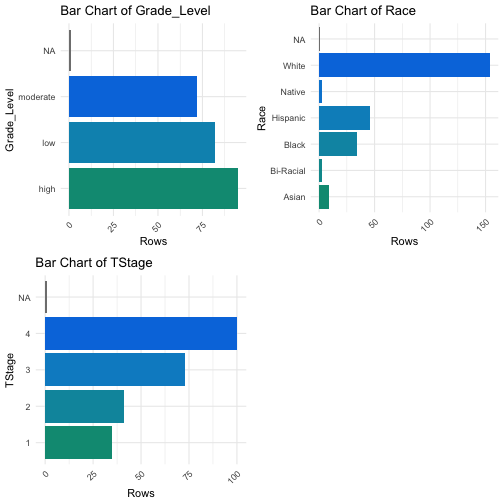 Bar Chart of Grade_Level
Grade_Level
NA
moderate
low
high
0
25
50
75
Rows
Bar Chart of Race
Race
NA
White
Native
Hispanic
Black
Bi-Racial
Asian
0
50
100
150
Rows
Bar Chart of TStage
TStage
NA
4
3
2
1
0
25
50
75
100
Rows